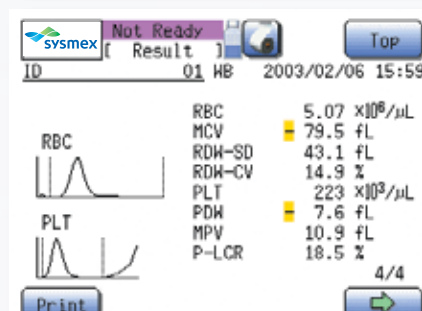 sysmex Not Ready
[ Result ] Top
ID 01 WB 2003/02/06 15:59
RBC 5.07 ×10⁶/µL
MCV - 79.5 fL
RDW-SD 43.1 fL
RDW-CV 14.9 %
PLT 223 ×10³/µL
PDW - 7.6 fL
MPV 10.9 fL
P-LCR 18.5 %
RBC
PLT
4/4
Print